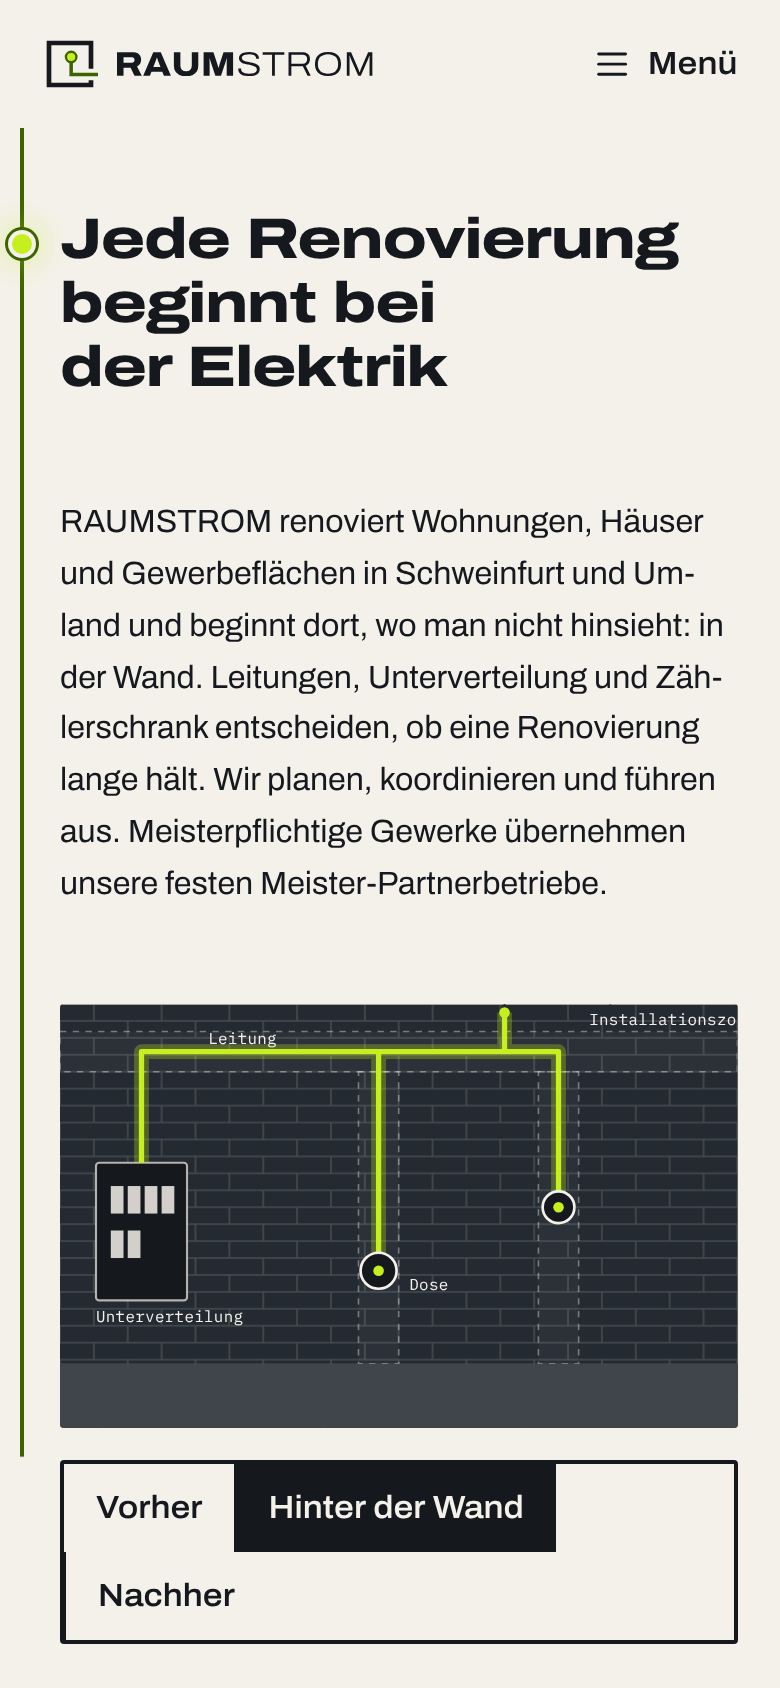 RAUMSTROM
Menü
Jede Renovierung
beginnt bei
der Elektrik
RAUMSTROM renoviert Wohnungen, Häuser
und Gewerbeflächen in Schweinfurt und Um-
land und beginnt dort, wo man nicht hinsieht: in
der Wand. Leitungen, Unterverteilung und Zäh-
lerschrank entscheiden, ob eine Renovierung
lange hält. Wir planen, koordinieren und führen
aus. Meisterpflichtige Gewerke übernehmen
unsere festen Meister-Partnerbetriebe.
Installationszo
Leitung
Dose
Unterverteilung
Vorher
Hinter der Wand
Nachher